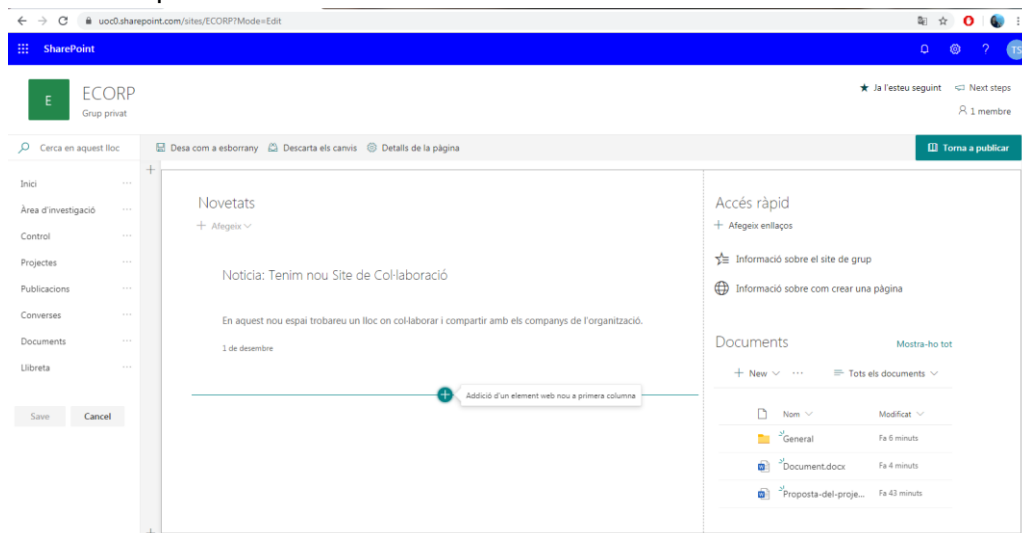 uoc0.sharepoint.com/sites/ECORP?Mode=Edit
SharePoint
?
TS
E
ECORP
Grup privat
Ja l'esteu seguint
Next steps
1 membre
Cerca en aquest lloc
Desa com a esborrany
Descarta els canvis
Detalls de la pàgina
Torna a publicar
Inici
Àrea d'investigació
Control
Projectes
Publicacions
Converses
Documents
Llibreta
Save
Cancel
Novetats
Afegeix
Noticia: Tenim nou Site de Col·laboració
En aquest nou espai trobareu un lloc on col·laborar i compartir amb els companys de l'organització.
1 de desembre
Addició d'un element web nou a primera columna
Accés ràpid
Afegeix enllaços
Informació sobre el site de grup
Informació sobre com crear una pàgina
Documents
Mostra-ho tot
New
Tots els documents
Nom
Modificat
General
Fa 6 minuts
Document.docx
Fa 4 minuts
Proposta-del-proje...
Fa 43 minuts